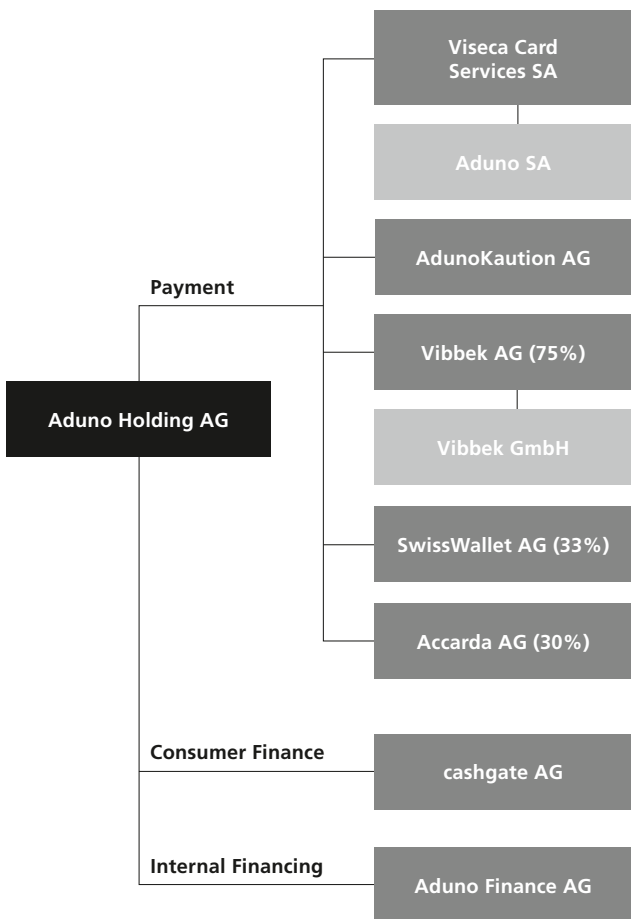 Viseca Card
Services SA
Aduno SA
AdunoKaution AG
Payment
Vibbek AG (75%)
Aduno Holding AG
Vibbek GmbH
SwissWallet AG (33%)
Accarda AG (30%)
Consumer Finance
cashgate AG
Internal Financing
Aduno Finance AG